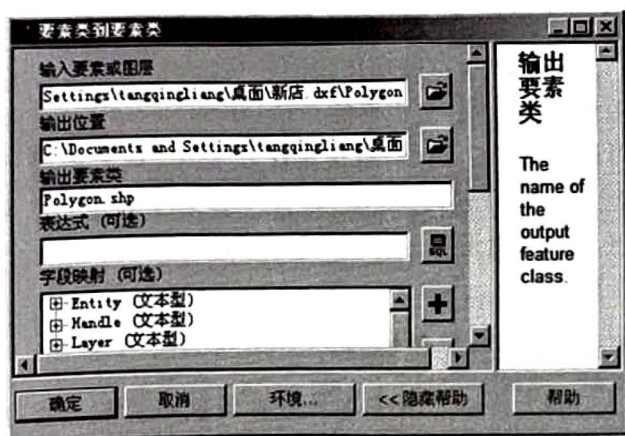 要素类到要素类
输入要素或图层
Settings\tangqingliang\桌面\新店.dxf\Polygon
输出位置
C:\Documents and Settings\tangqingliang\桌面
输出要素类
Polygon.shp
表达式 (可选)
SQL
字段映射 (可选)
Entity (文本型)
Handle (文本型)
Layer (文本型)
确定
取消
环境...
<< 隐藏帮助
输出
要素
类
The
name of
the
output
feature
class.
帮助